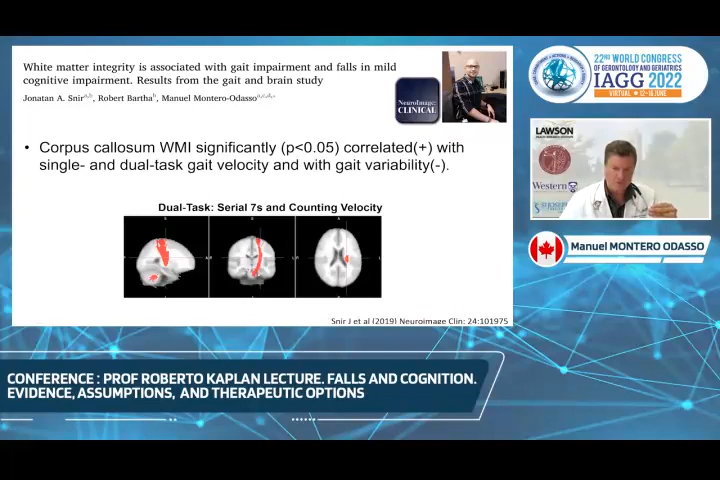 White matter integrity is associated with gait impairment and falls in mild
cognitive impairment. Results from the gait and brain study
Jonatan A. Snir, Robert Bartha, Manuel Montero-Odasso
NeuroImage:
CLINICAL
• Corpus callosum WMI significantly (p<0.05) correlated(+) with
single- and dual-task gait velocity and with gait variability(-).
Dual-Task: Serial 7s and Counting Velocity
Snir J et al (2019) Neuroimage Clin; 24:101975
22ND WORLD CONGRESS
OF GERONTOLOGY AND GERIATRICS
IAGG 2022
VIRTUAL • 12-16 JUNE
LAWSON
Western
Manuel MONTERO ODASSO
CONFERENCE : PROF ROBERTO KAPLAN LECTURE. FALLS AND COGNITION.
EVIDENCE, ASSUMPTIONS, AND THERAPEUTIC OPTIONS